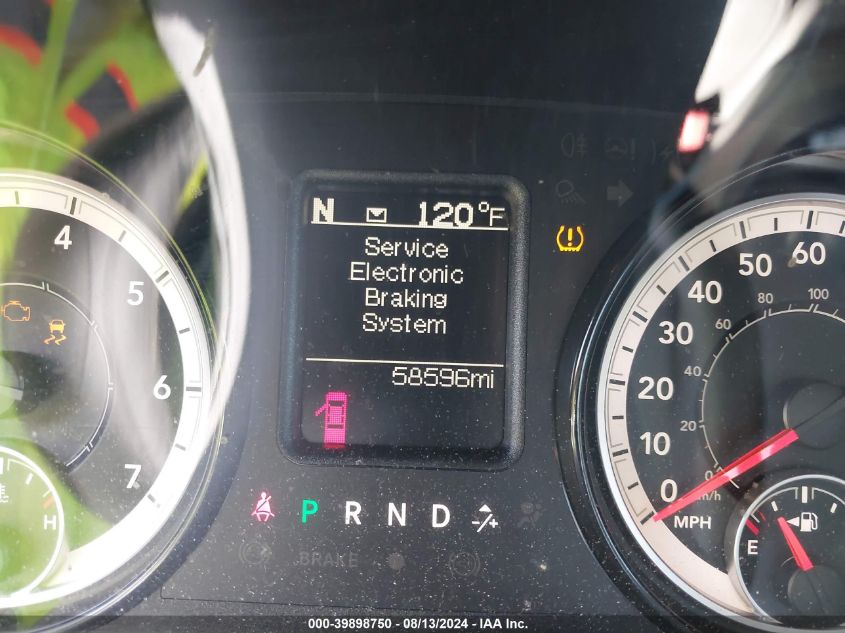 N 120°F
Service
Electronic
Braking
System
58596mi
4
5
6
7
H
P R N D
BRAKE
60
50
40
30
20
10
0
MPH
100
80
60
40
20
0
km/h
E
000-39898750 / 08/13/2024 - IAA Inc.